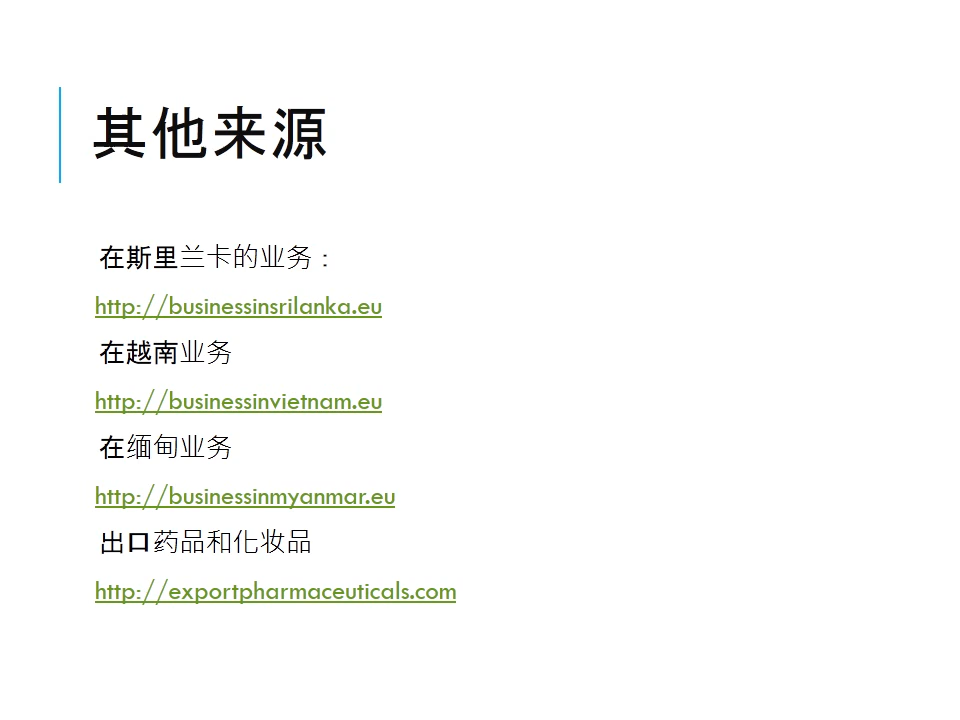 其他来源
在斯里兰卡的业务：
http://businessinsrilanka.eu
在越南业务
http://businessinvietnam.eu
在缅甸业务
http://businessinmyanmar.eu
出口药品和化妆品
http://exportpharmaceuticals.com